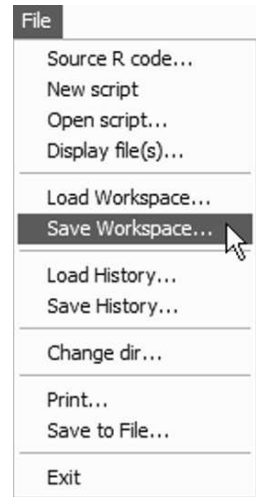 File
Source R code...
New script
Open script...
Display file(s)...
Load Workspace...
Save Workspace...
Load History...
Save History...
Change dir...
Print...
Save to File...
Exit